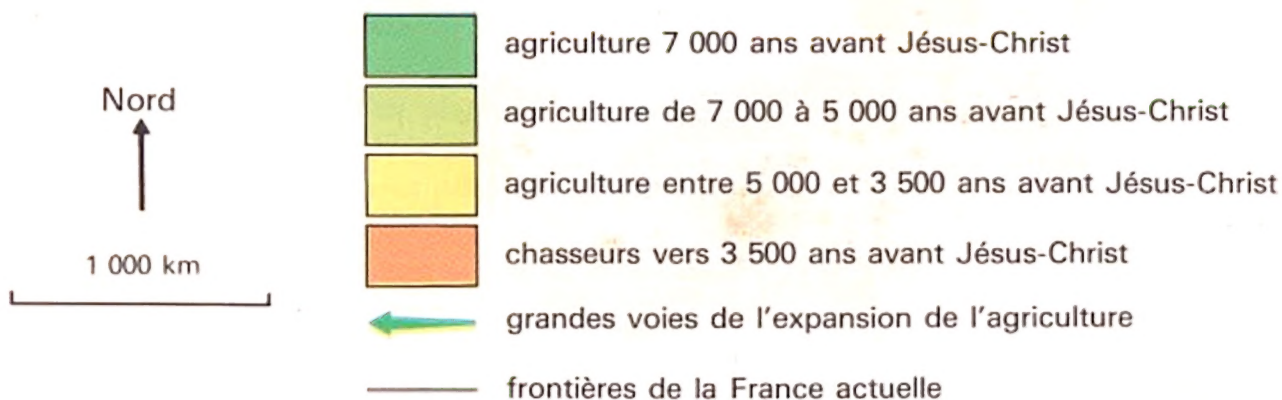 Nord
1 000 km
agriculture 7 000 ans avant Jésus-Christ
agriculture de 7 000 à 5 000 ans avant Jésus-Christ
agriculture entre 5 000 et 3 500 ans avant Jésus-Christ
chasseurs vers 3 500 ans avant Jésus-Christ
grandes voies de l'expansion de l'agriculture
frontières de la France actuelle